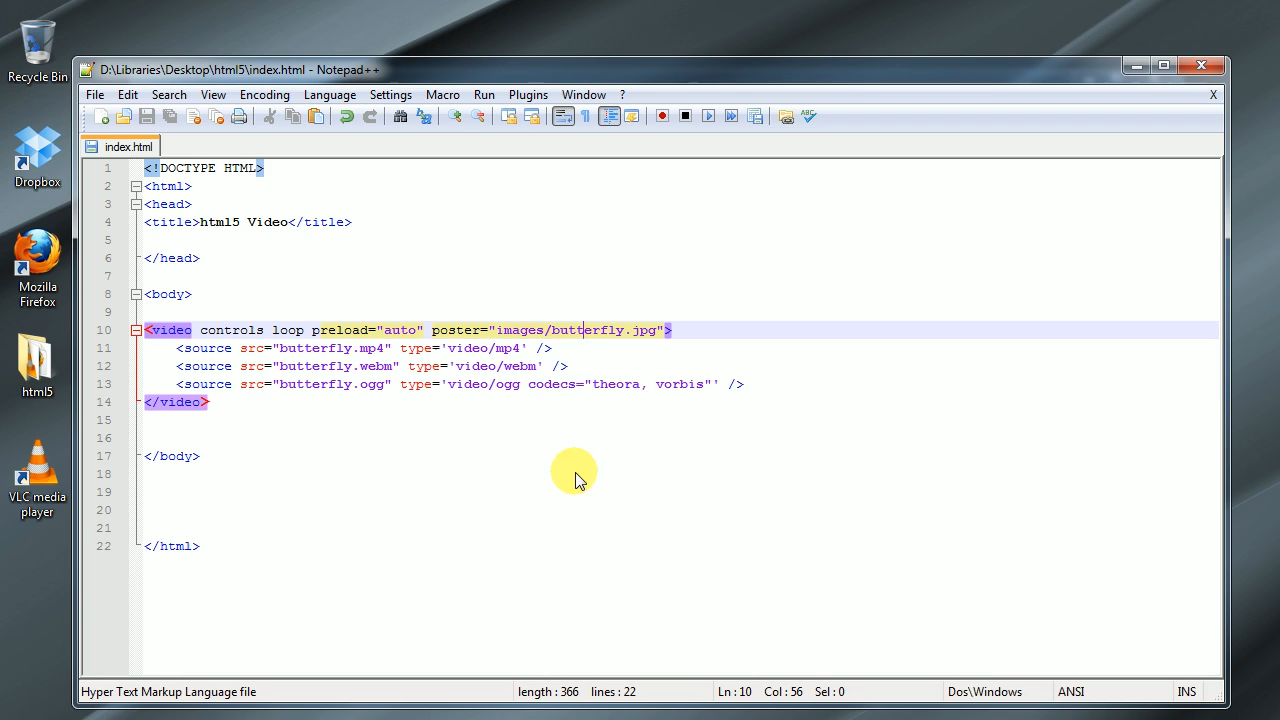 Recycle Bin
Dropbox
Mozilla
Firefox
html5
VLC media
player
D:\Libraries\Desktop\html5\index.html - Notepad++
File Edit Search View Encoding Language Settings Macro Run Plugins Window ? X
index.html
1 <!DOCTYPE HTML>
2 <html>
3 <head>
4 <title>html5 Video</title>
5
6 </head>
7
8 <body>
9
10 <video controls loop preload="auto" poster="images/butterfly.jpg">
11 <source src="butterfly.mp4" type='video/mp4' />
12 <source src="butterfly.webm" type='video/webm' />
13 <source src="butterfly.ogg" type='video/ogg codecs="theora, vorbis"' />
14 </video>
15
16
17 </body>
18
19
20
21
22 </html>
Hyper Text Markup Language file length : 366 lines : 22 Ln : 10 Col : 56 Sel : 0 Dos\Windows ANSI INS